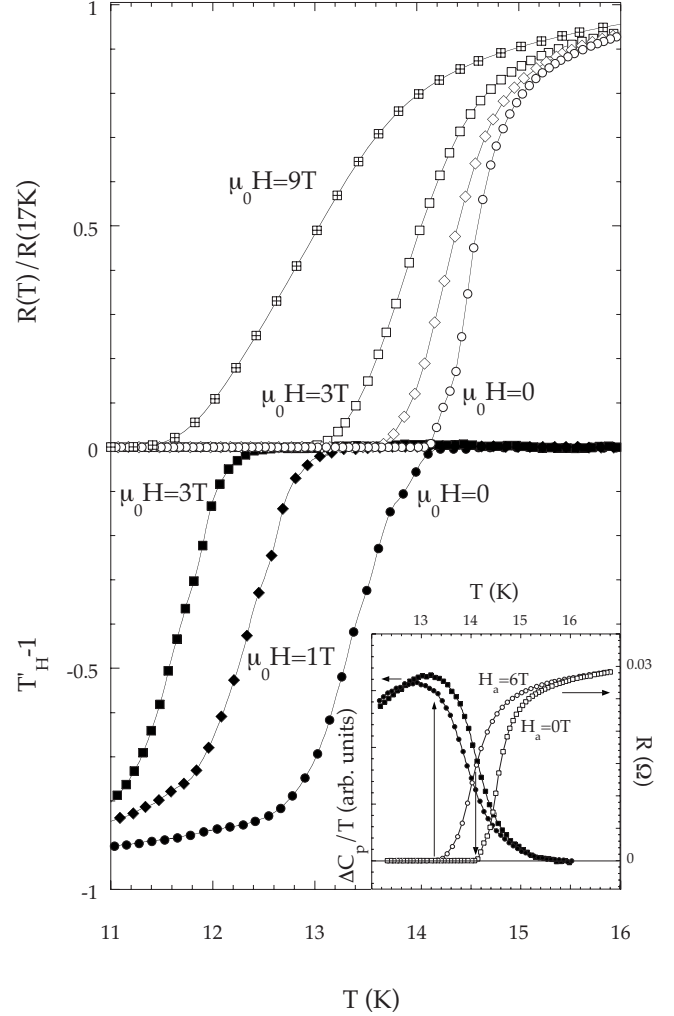 1
R(T)/R(17K)
μ₀H=9T
0.5
μ₀H=3T
μ₀H=0
0
μ₀H=3T
μ₀H=0
T'H-1
μ₀H=1T
-0.5
T (K)
13 14 15 16
Ha=6T
Ha=0T
0.03
ΔCp/T (arb. units)
R (Ω)
0
-1
11 12 13 14 15 16
T (K)